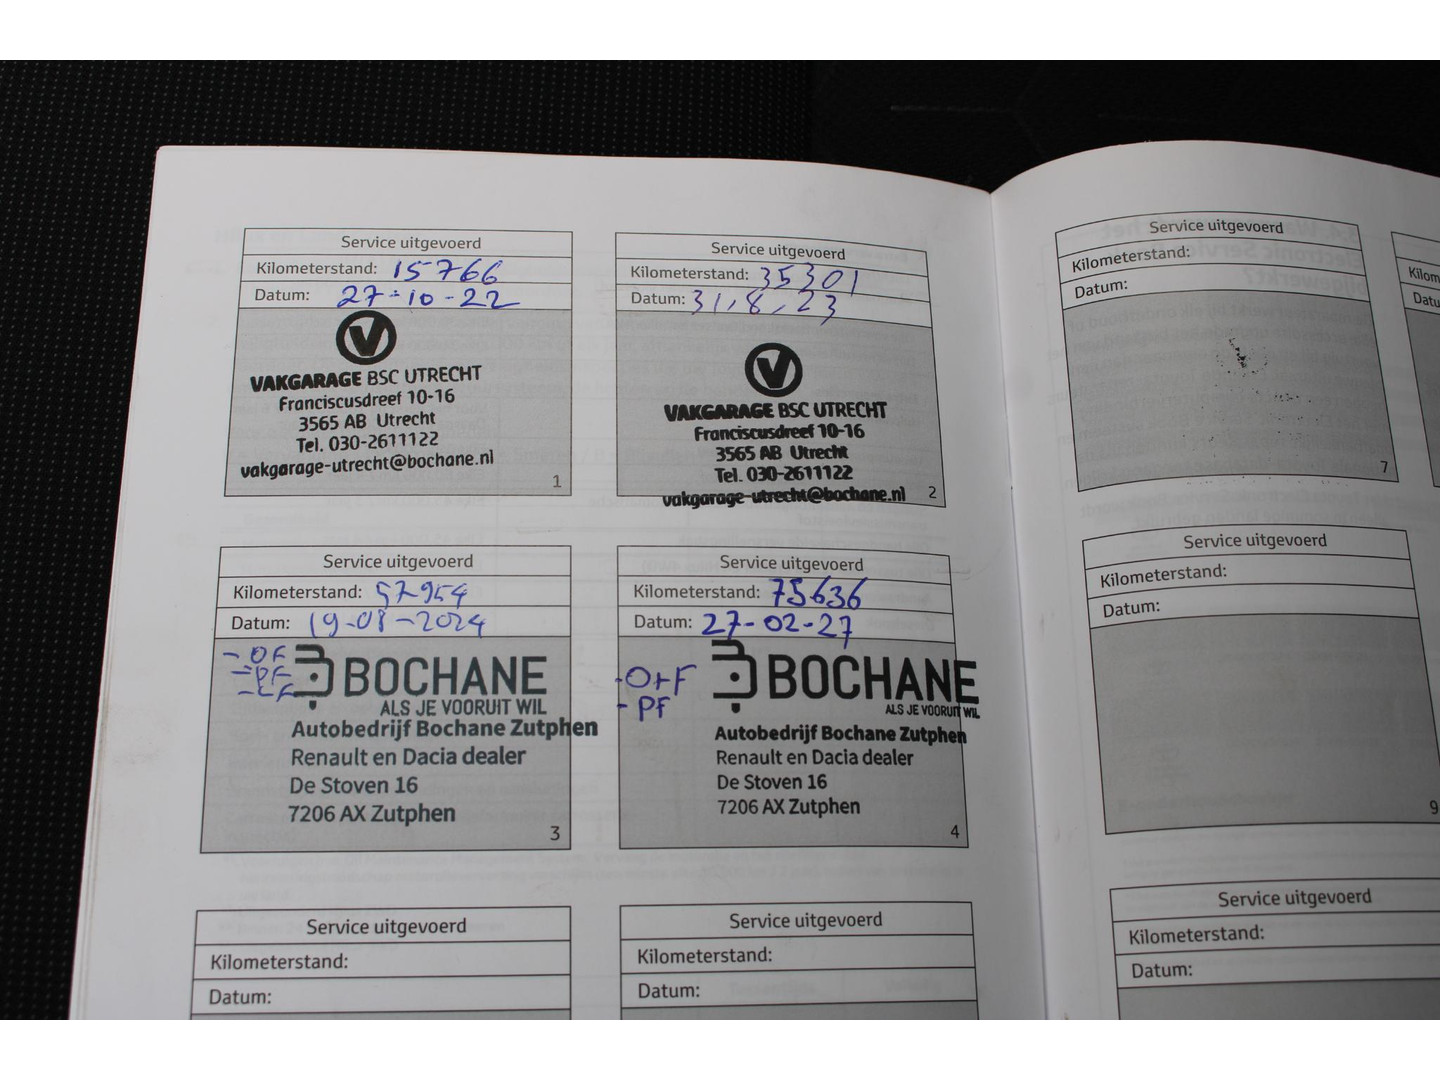 Service uitgevoerd
Kilometerstand: 15766
Datum: 27-10-22
VAKGARAGE BSC UTRECHT
Franciscusdreef 10-16
3565 AB Utrecht
Tel. 030-2611122
vakgarage-utrecht@bochane.nl
1
Service uitgevoerd
Kilometerstand: 35301
Datum: 31,8,23
VAKGARAGE BSC UTRECHT
Franciscusdreef 10-16
3565 AB Utrecht
Tel. 030-2611122
vakgarage-utrecht@bochane.nl
2
Service uitgevoerd
Kilometerstand: 57954
Datum: 19-08-2024
- OF
- PF
- LF
BOCHANE
ALS JE VOORUIT WIL
Autobedrijf Bochane Zutphen
Renault en Dacia dealer
De Stoven 16
7206 AX Zutphen
3
Service uitgevoerd
Kilometerstand: 75636
Datum: 27-02-27
-O+F
- PF
BOCHANE
ALS JE VOORUIT WIL
Autobedrijf Bochane Zutphen
Renault en Dacia dealer
De Stoven 16
7206 AX Zutphen
4
Service uitgevoerd
Kilometerstand:
Datum:
Service uitgevoerd
Kilometerstand:
Datum:
Service uitgevoerd
Kilometerstand:
Datum:
7
Kilom
Datu
Service uitgevoerd
Kilometerstand:
Datum:
9
Service uitgevoerd
Kilometerstand:
Datum: